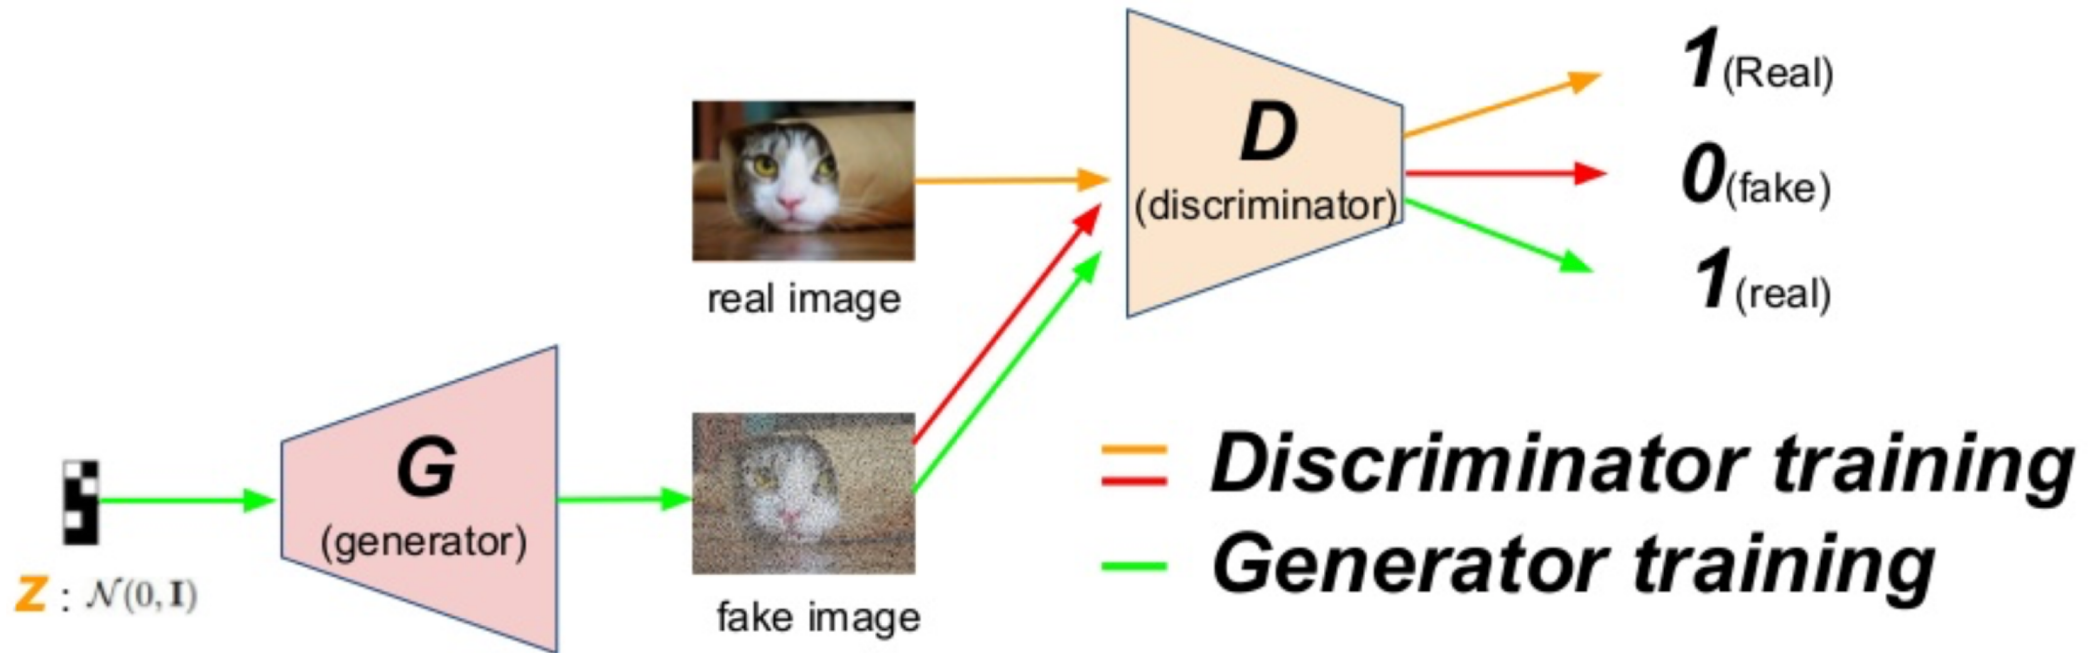 1(Real)
D
(discriminator)
0(fake)
real image
1(real)
G
(generator)
Discriminator training
Generator training
z : 𝒩(0, I)
fake image